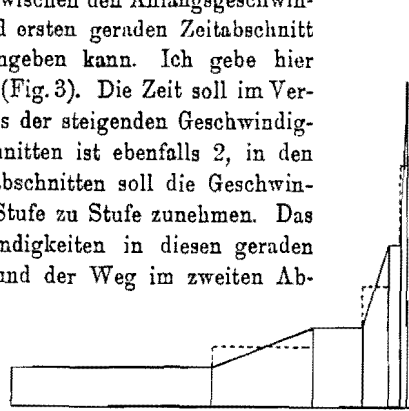 zwischen den Anfangsgeschwin-
d ersten geraden Zeitabschnitt
ngeben kann. Ich gebe hier
(Fig. 3). Die Zeit soll im Ver-
s der steigenden Geschwindig-
nitten ist ebenfalls 2, in den
bschnitten soll die Geschwin-
Stufe zu Stufe zunehmen. Das
ndigkeiten in diesen geraden
und der Weg im zweiten Ab-